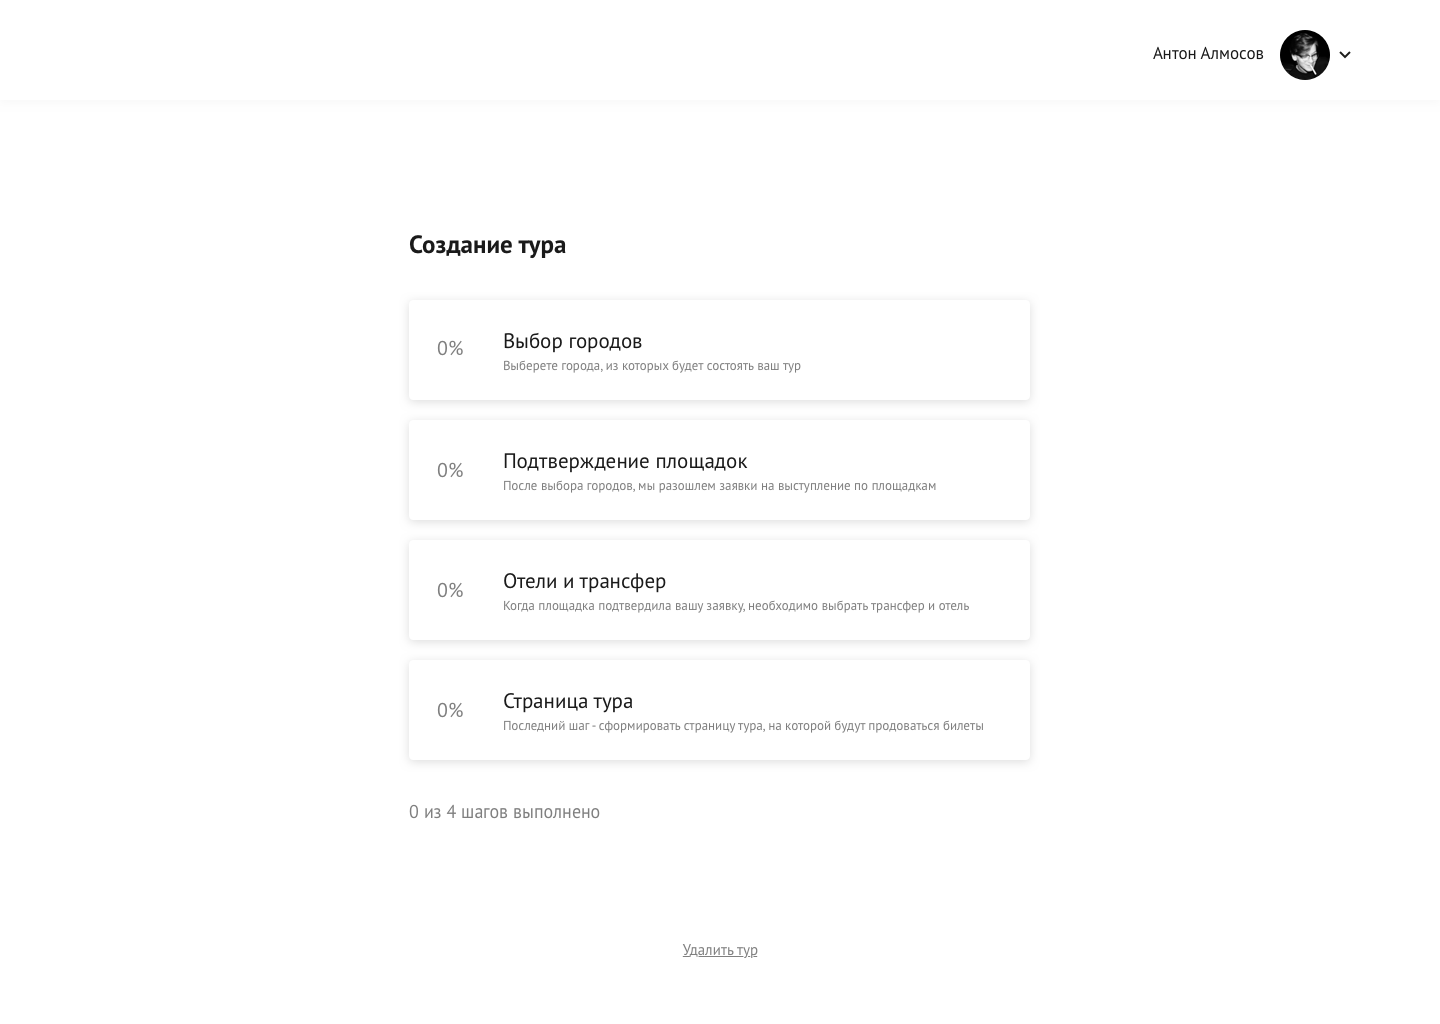 Антон Алмосов
Создание тура
0%
Выбор городов
Выберете города, из которых будет состоять ваш тур
0%
Подтверждение площадок
После выбора городов, мы разошлем заявки на выступление по площадкам
0%
Отели и трансфер
Когда площадка подтвердила вашу заявку, необходимо выбрать трансфер и отель
0%
Страница тура
Последний шаг - сформировать страницу тура, на которой будут продоваться билеты
0 из 4 шагов выполнено
Удалить тур